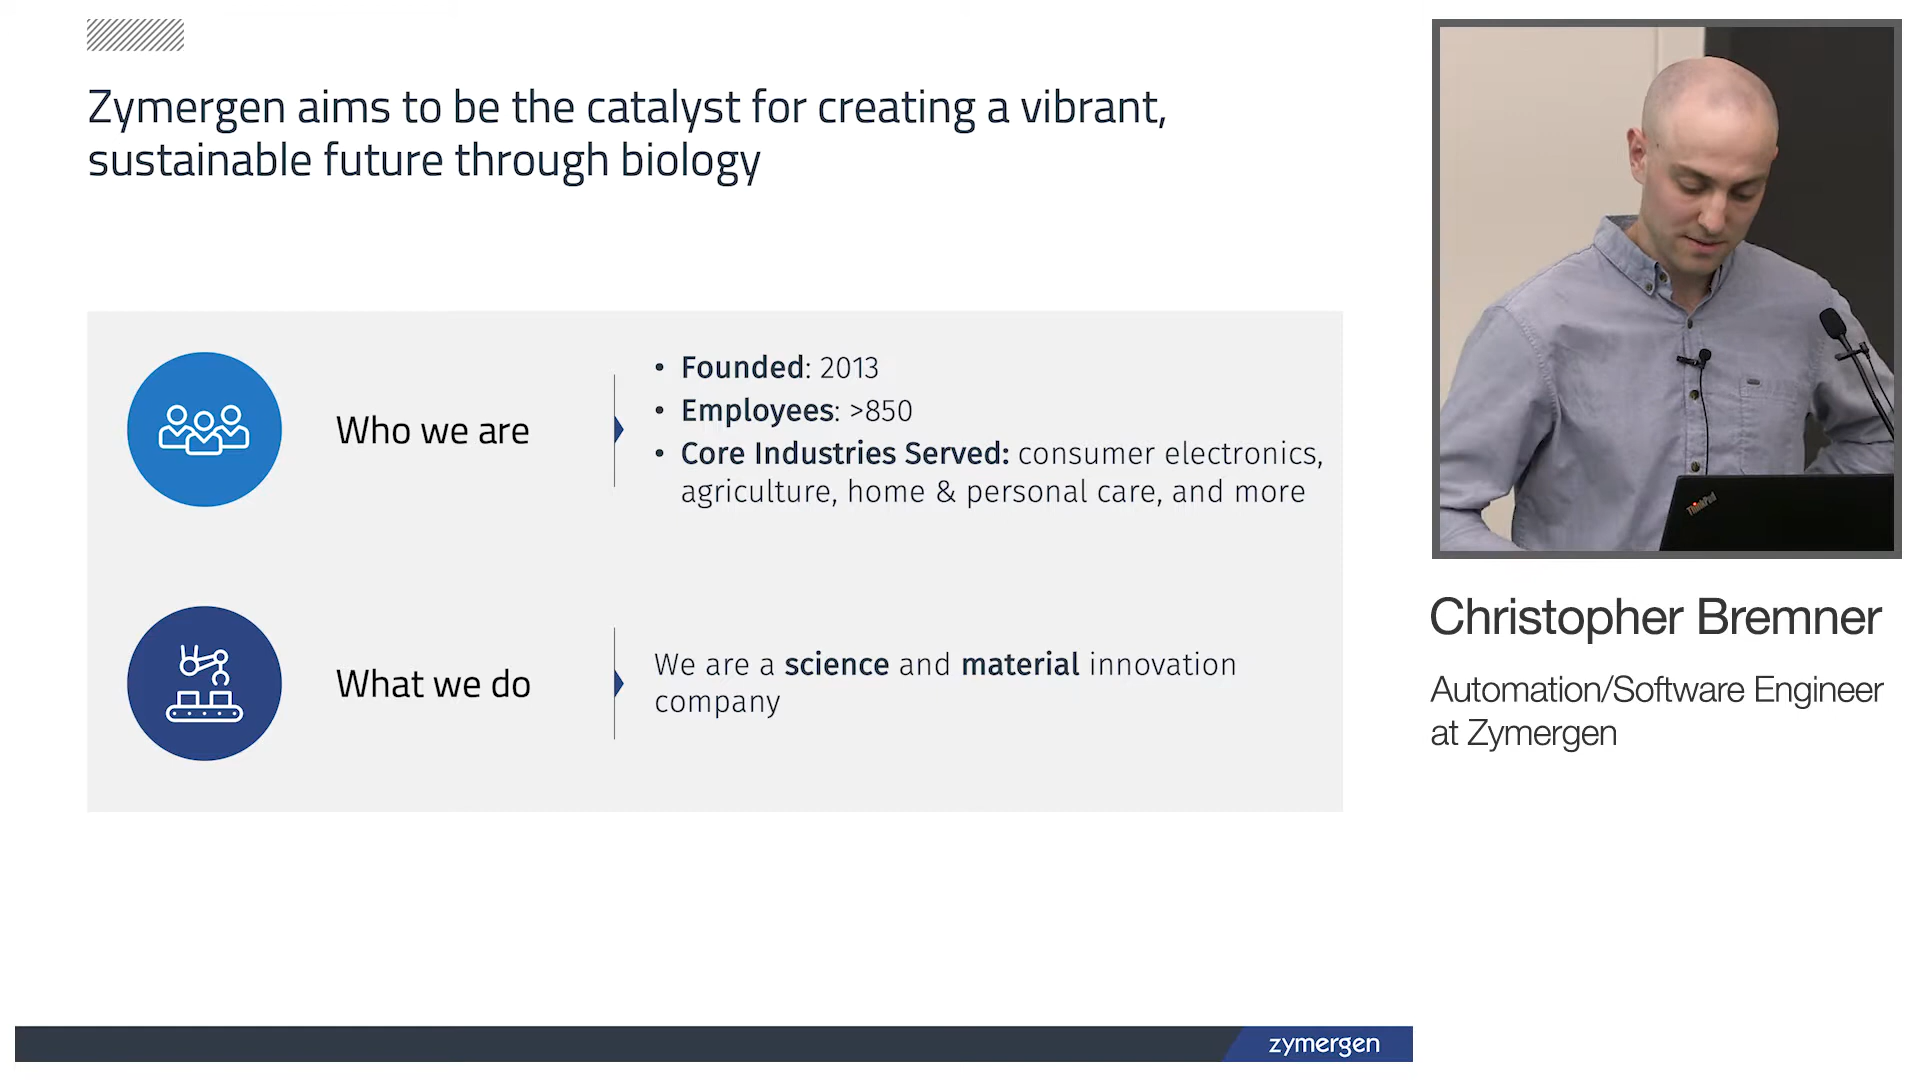 Zymergen aims to be the catalyst for creating a vibrant,
sustainable future through biology
Who we are
• Founded: 2013
• Employees: >850
• Core Industries Served: consumer electronics,
agriculture, home & personal care, and more
What we do
We are a science and material innovation
company
zymergen
ThinkPad
Christopher Bremner
Automation/Software Engineer
at Zymergen